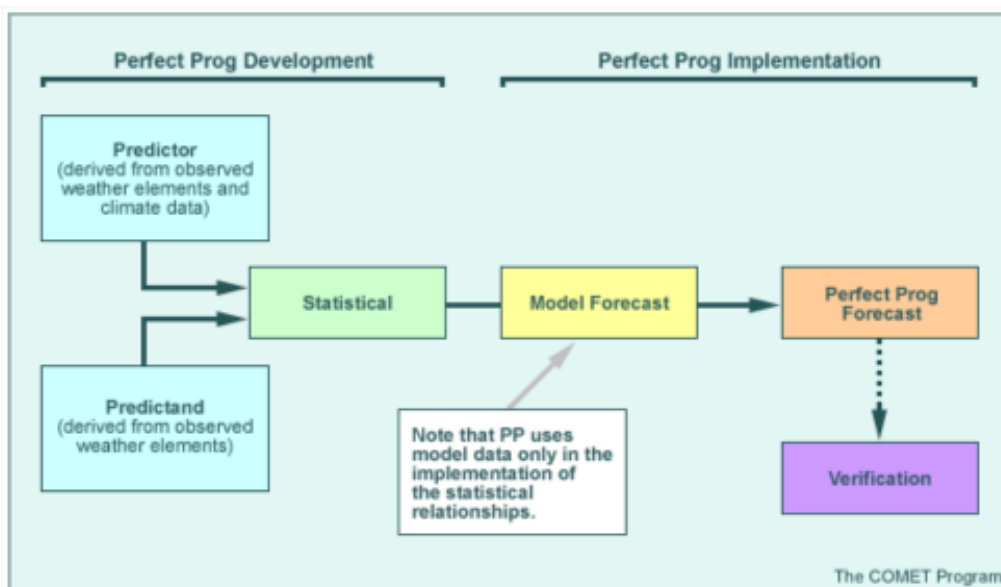 Perfect Prog Development
Perfect Prog Implementation
Predictor
(derived from observed
weather elements and
climate data)
Statistical
Model Forecast
Perfect Prog
Forecast
Predictand
(derived from observed
weather elements)
Note that PP uses
model data only in the
implementation of
the statistical
relationships.
Verification
The COMET Program